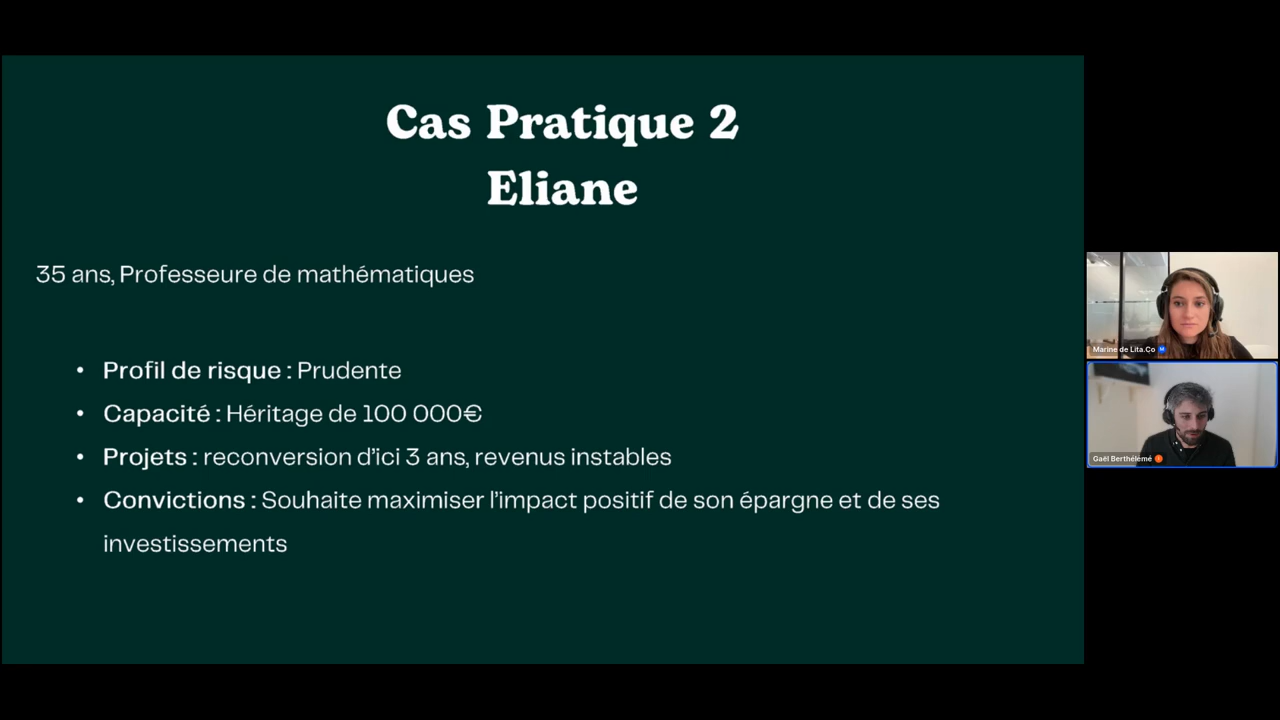 Cas Pratique 2
Eliane
35 ans, Professeure de mathématiques
• Profil de risque : Prudente
• Capacité : Héritage de 100 000€
• Projets : reconversion d'ici 3 ans, revenus instables
• Convictions : Souhaite maximiser l'impact positif de son épargne et de ses
investissements
Marine de Lita.Co
Gaël Berthélémé